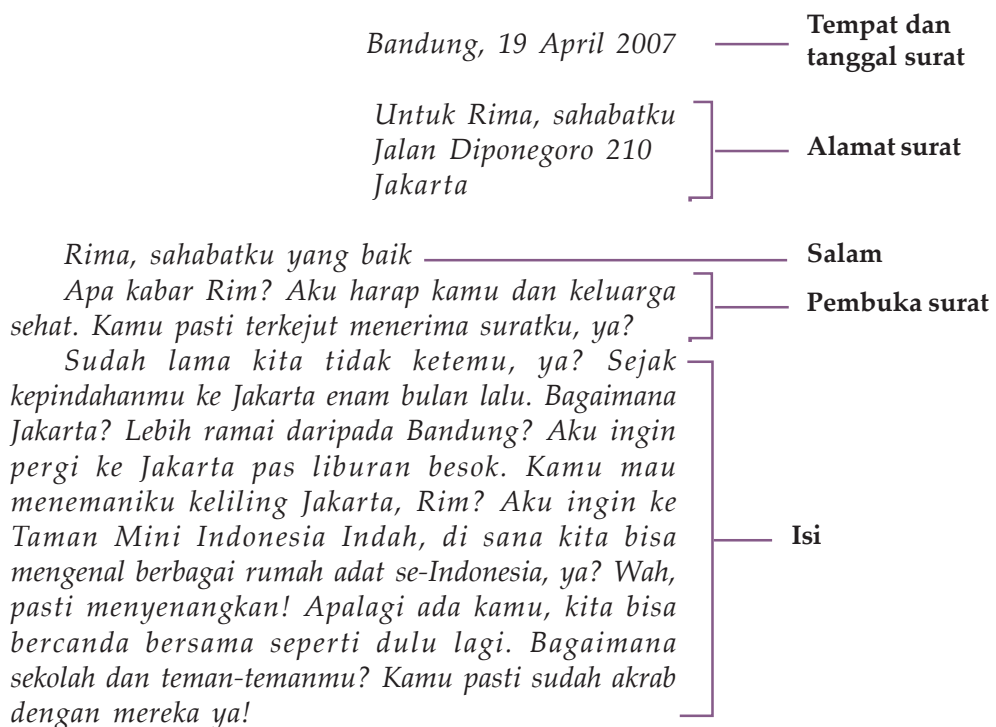 Bandung, 19 April 2007
Tempat dan
tanggal surat
Untuk Rima, sahabatku
Jalan Diponegoro 210
Jakarta
Alamat surat
Rima, sahabatku yang baik
Salam
Apa kabar Rim? Aku harap kamu dan keluarga
sehat. Kamu pasti terkejut menerima suratku, ya?
Pembuka surat
Sudah lama kita tidak ketemu, ya? Sejak
kepindahanmu ke Jakarta enam bulan lalu. Bagaimana
Jakarta? Lebih ramai daripada Bandung? Aku ingin
pergi ke Jakarta pas liburan besok. Kamu mau
menemaniku keliling Jakarta, Rim? Aku ingin ke
Taman Mini Indonesia Indah, di sana kita bisa
mengenal berbagai rumah adat se-Indonesia, ya? Wah,
pasti menyenangkan! Apalagi ada kamu, kita bisa
bercanda bersama seperti dulu lagi. Bagaimana
sekolah dan teman-temanmu? Kamu pasti sudah akrab
dengan mereka ya!
Isi